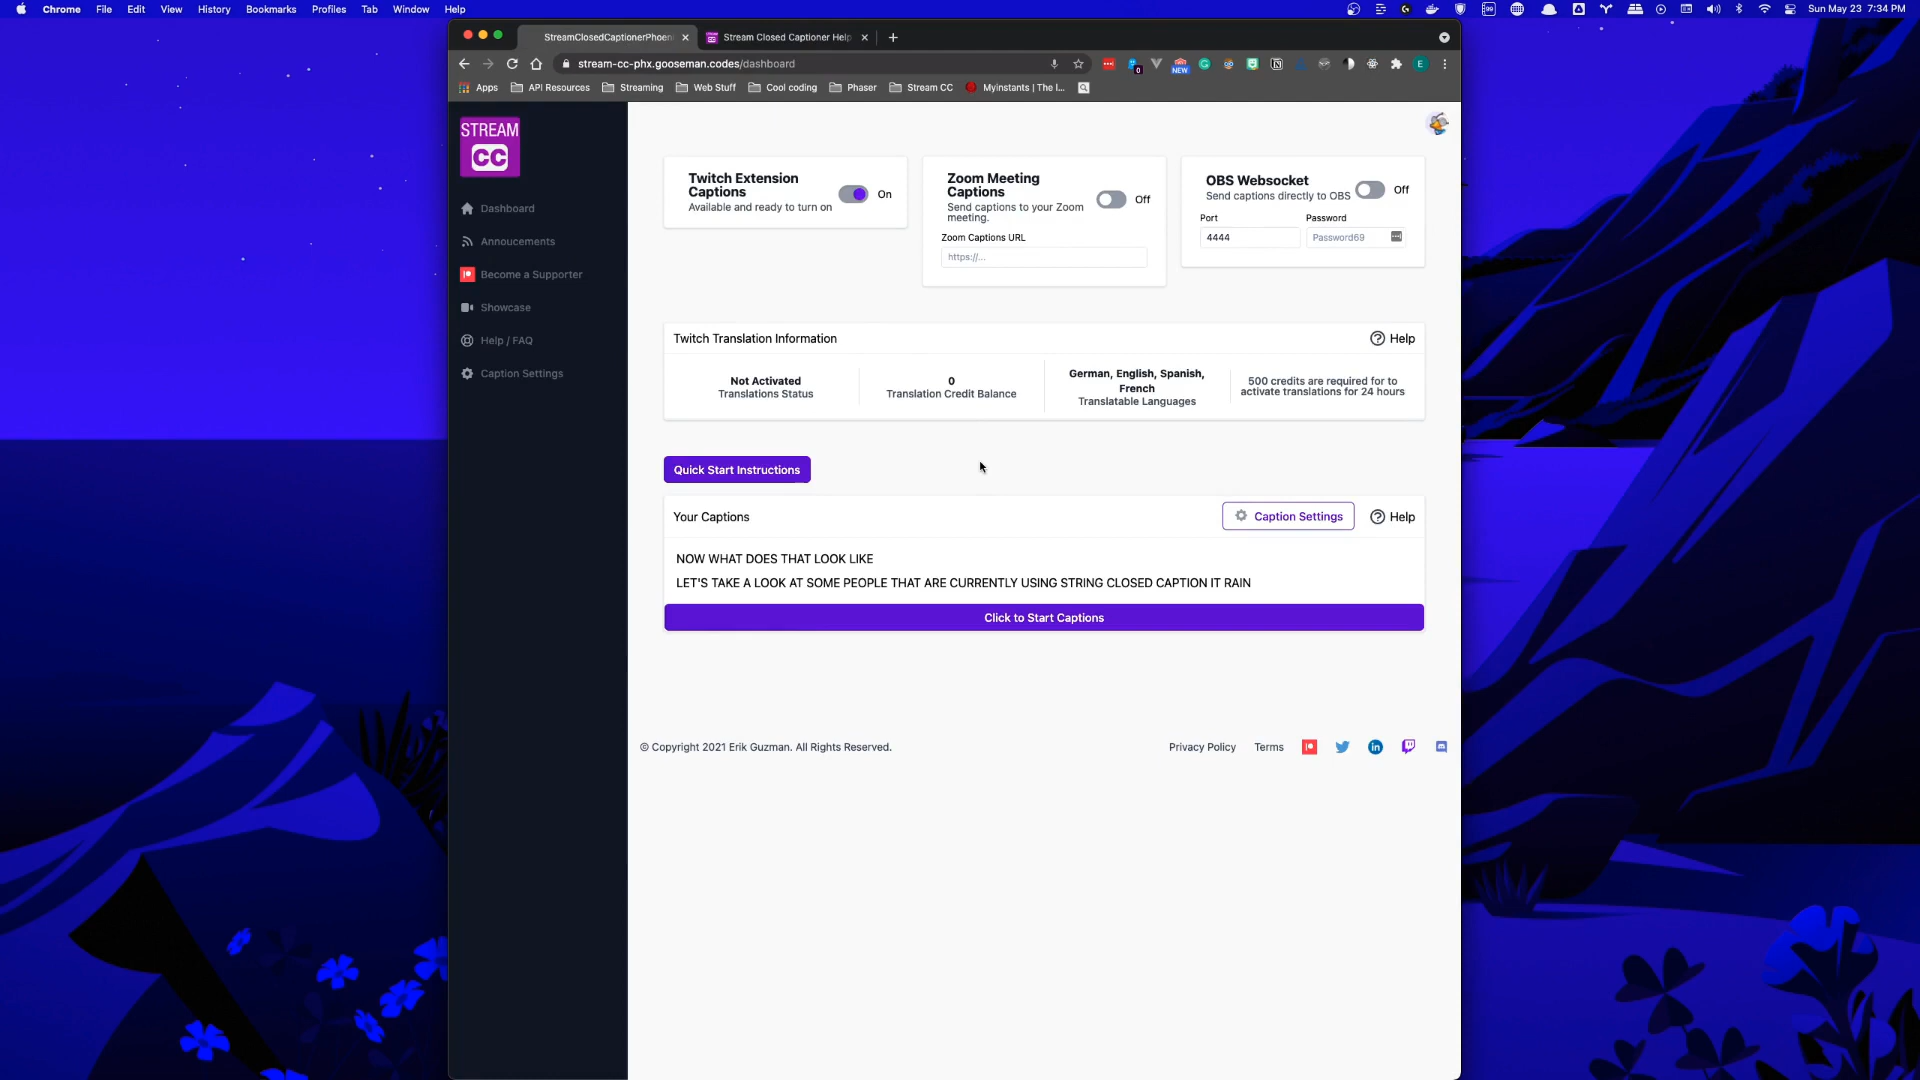 Chrome File Edit View History Bookmarks Profiles Tab Window Help
Sun May 23 7:34 PM
StreamClosedCaptionerPhoeni
Stream Closed Captioner Help
stream-cc-phx.gooseman.codes/dashboard
0
NEW
E
Apps API Resources Streaming Web Stuff Cool coding Phaser Stream CC Myinstants | The l...
STREAM
CC
Dashboard
Annoucements
Become a Supporter
Showcase
Help / FAQ
Caption Settings
Twitch Extension
Captions
Available and ready to turn on
On
Zoom Meeting
Captions
Send captions to your Zoom
meeting.
Off
Zoom Captions URL
https://...
OBS Websocket
Send captions directly to OBS
Off
Port Password
4444 Password69
Twitch Translation Information
Help
Not Activated
Translations Status
0
Translation Credit Balance
German, English, Spanish,
French
Translatable Languages
500 credits are required for to
activate translations for 24 hours
Quick Start Instructions
Your Captions
Caption Settings
Help
NOW WHAT DOES THAT LOOK LIKE
LET'S TAKE A LOOK AT SOME PEOPLE THAT ARE CURRENTLY USING STRING CLOSED CAPTION IT RAIN
Click to Start Captions
© Copyright 2021 Erik Guzman. All Rights Reserved.
Privacy Policy Terms